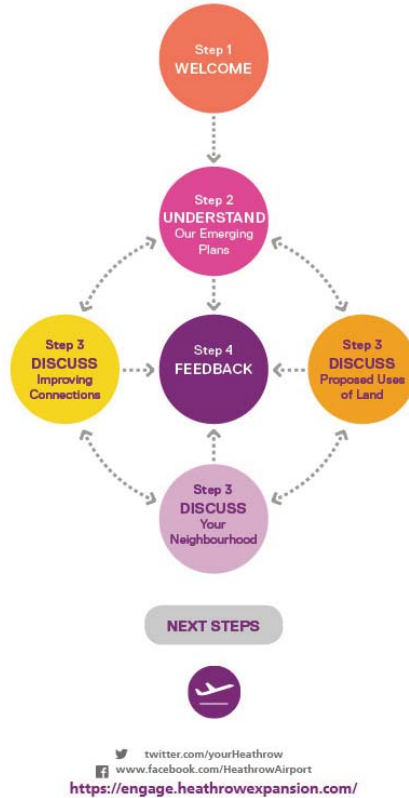 Step 1
WELCOME
Step 2
UNDERSTAND
Our Emerging
Plans
Step 3
DISCUSS
Improving
Connections
Step 4
FEEDBACK
Step 3
DISCUSS
Proposed Uses
of Land
Step 3
DISCUSS
Your
Neighbourhood
NEXT STEPS
twitter.com/yourHeathrow
www.facebook.com/HeathrowAirport
https://engage.heathrowexpansion.com/